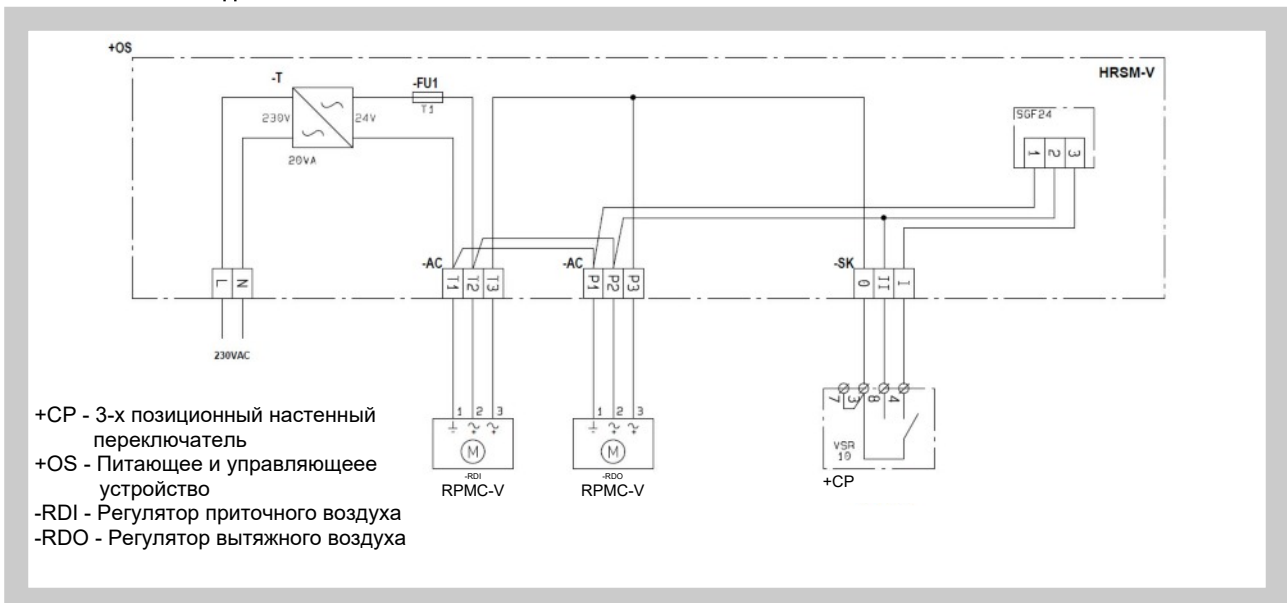 +OS
HRSM-V
-T
-FU1
T1
230V
24V
20VA
SGF24
1 2 3
-AC
-AC
-SK
L N
T1 T2 T3
P1 P2 P3
0 II I
230VAC
1 2 3
M
-RDI
RPMC-V
1 2 3
M
-RDO
RPMC-V
7 3 8 4
VSR
10
+CP
+CP - 3-х позиционный настенный
переключатель
+OS - Питающее и управляющеее
устройство
-RDI - Регулятор приточного воздуха
-RDO - Регулятор вытяжного воздуха